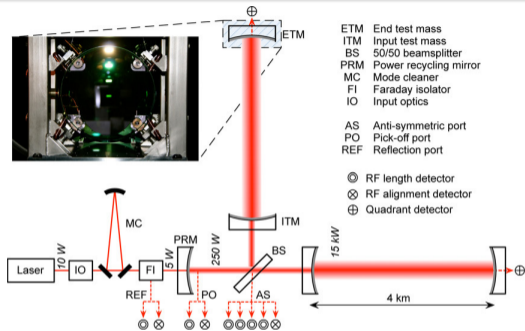 ETM
ETM End test mass
ITM Input test mass
BS 50/50 beamsplitter
PRM Power recycling mirror
MC Mode cleaner
FI Faraday isolator
IO Input optics
AS Anti-symmetric port
PO Pick-off port
REF Reflection port
RF length detector
RF alignment detector
Quadrant detector
MC
ITM
10 W
5 W
PRM
250 W
BS
15 kW
Laser
IO
FI
REF
PO
AS
4 km